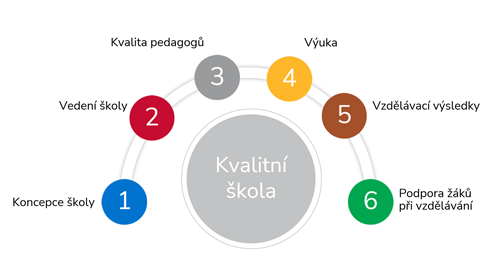 Kvalita pedagogů
Výuka
3
4
Vedení školy
2
5
Vzdělávací výsledky
Kvalitní
škola
Koncepce školy
1
6
Podpora žáků
při vzdělávání